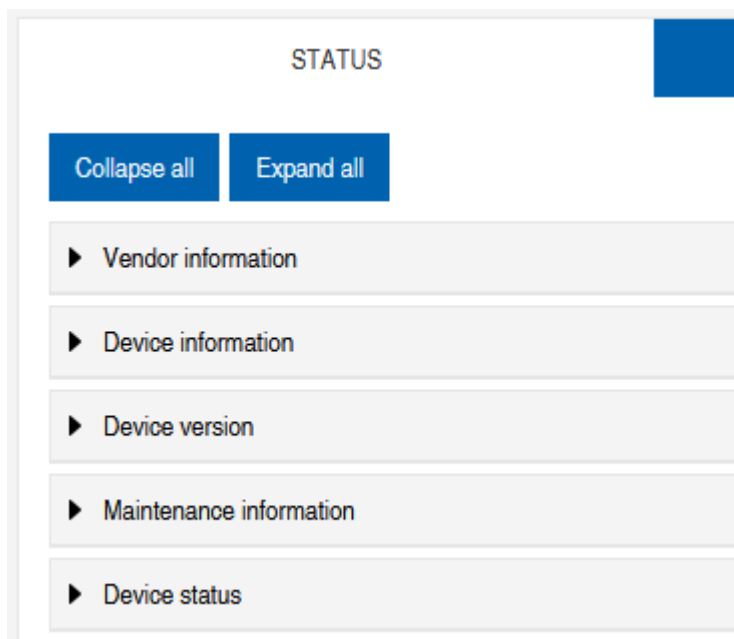 STATUS
Collapse all Expand all
Vendor information
Device information
Device version
Maintenance information
Device status